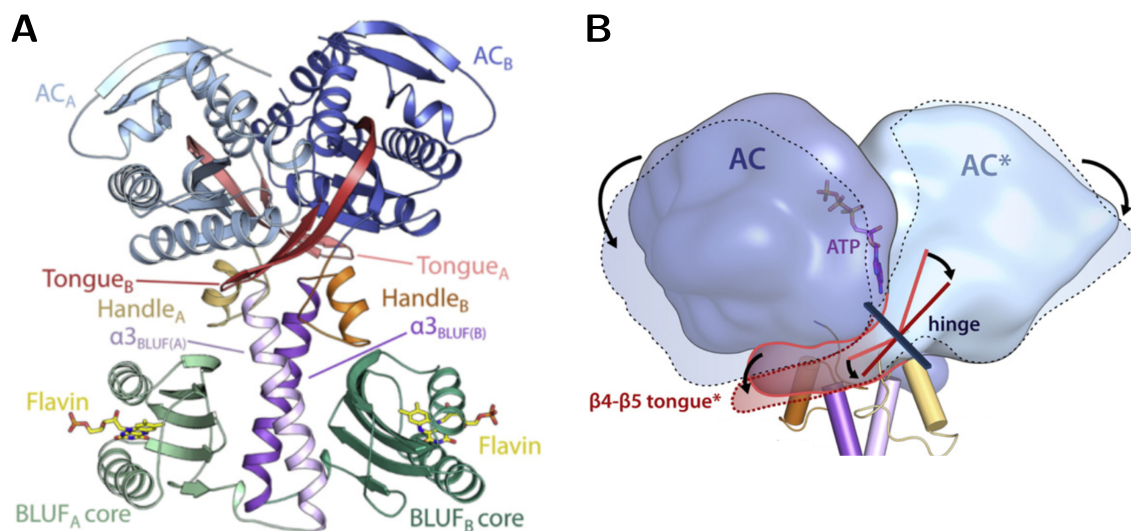 A
AC_A
AC_B
Tongue_B
Tongue_A
Handle_A
Handle_B
α3_BLUF(A)
α3_BLUF(B)
Flavin
Flavin
BLUF_A core
BLUF_B core
B
AC
AC*
ATP
hinge
β4-β5 tongue*